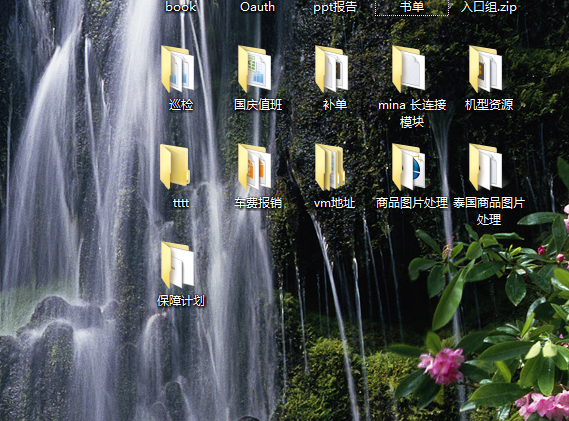 book
Oauth
ppt报告
书单
入口组.zip
巡检
国庆值班
补单
mina 长连接
模块
机型资源
tttt
车费报销
vm地址
商品图片处理
泰国商品图片
处理
保障计划